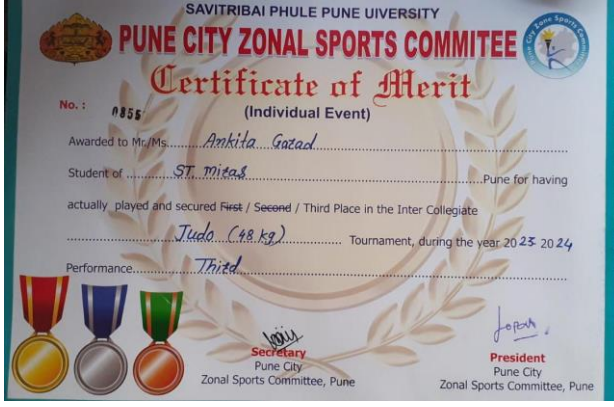 SAVITRIBAI PHULE PUNE UIVERSITY
PUNE CITY ZONAL SPORTS COMMITEE
Certificate of Merit
No. : 0855 (Individual Event)
Awarded to Mr./Ms. Ankita Gazad
Student of ST. Miras Pune for having
actually played and secured First / Second / Third Place in the Inter Collegiate
Judo (48 kg) Tournament, during the year 2023 2024
Performance Third
Secretary
Pune City
Zonal Sports Committee, Pune
President
Pune City
Zonal Sports Committee, Pune